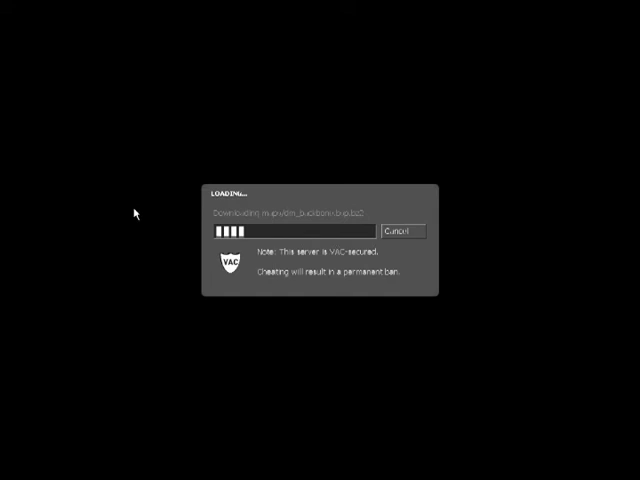 LOADING...
Downloading
Cancel
Note: This server is VAC-secured.
VAC
Cheating will result in a permanent ban.